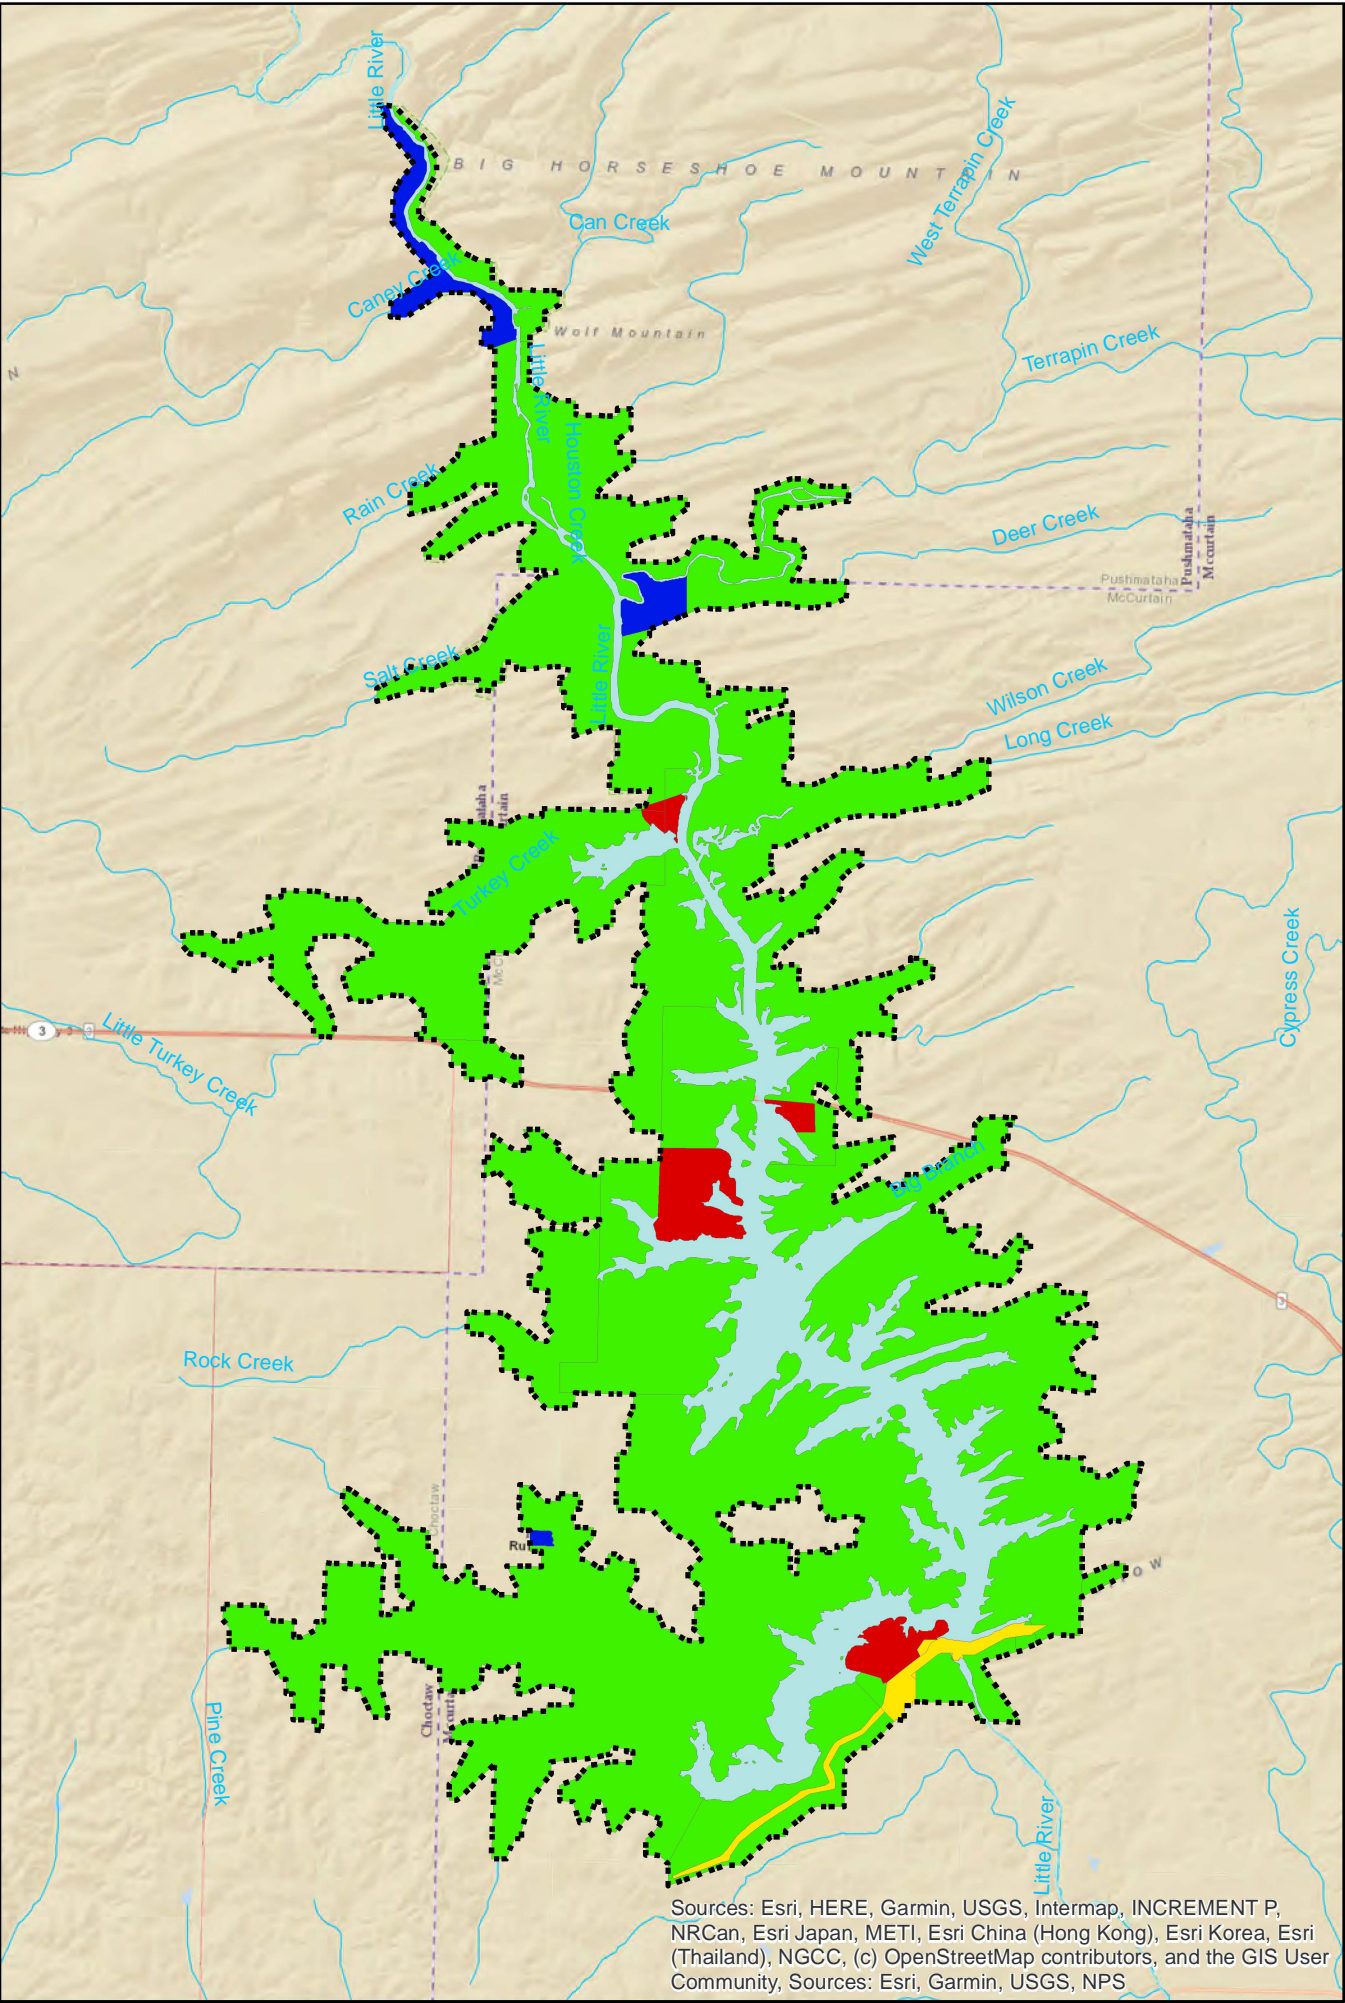 Little River
BIG HORSESHOE MOUNTAIN
West Terrapin Creek
Can Creek
Caney Creek
Wolf Mountain
Terrapin Creek
N
Little River
Houston Creek
Rain Creek
Deer Creek
Pushmataha
Mccurtain
Pushmataha
McCurtain
Little River
Salt Creek
Wilson Creek
Long Creek
Turkey Creek
Cypress Creek
3
3
Little Turkey Creek
Big Branch
3
Rock Creek
Choctaw
Ru
Choctaw
Pine Creek
Little River
Sources: Esri, HERE, Garmin, USGS, Intermap, INCREMENT P,
NRCan, Esri Japan, METI, Esri China (Hong Kong), Esri Korea, Esri
(Thailand), NGCC, (c) OpenStreetMap contributors, and the GIS User
Community, Sources: Esri, Garmin, USGS, NPS